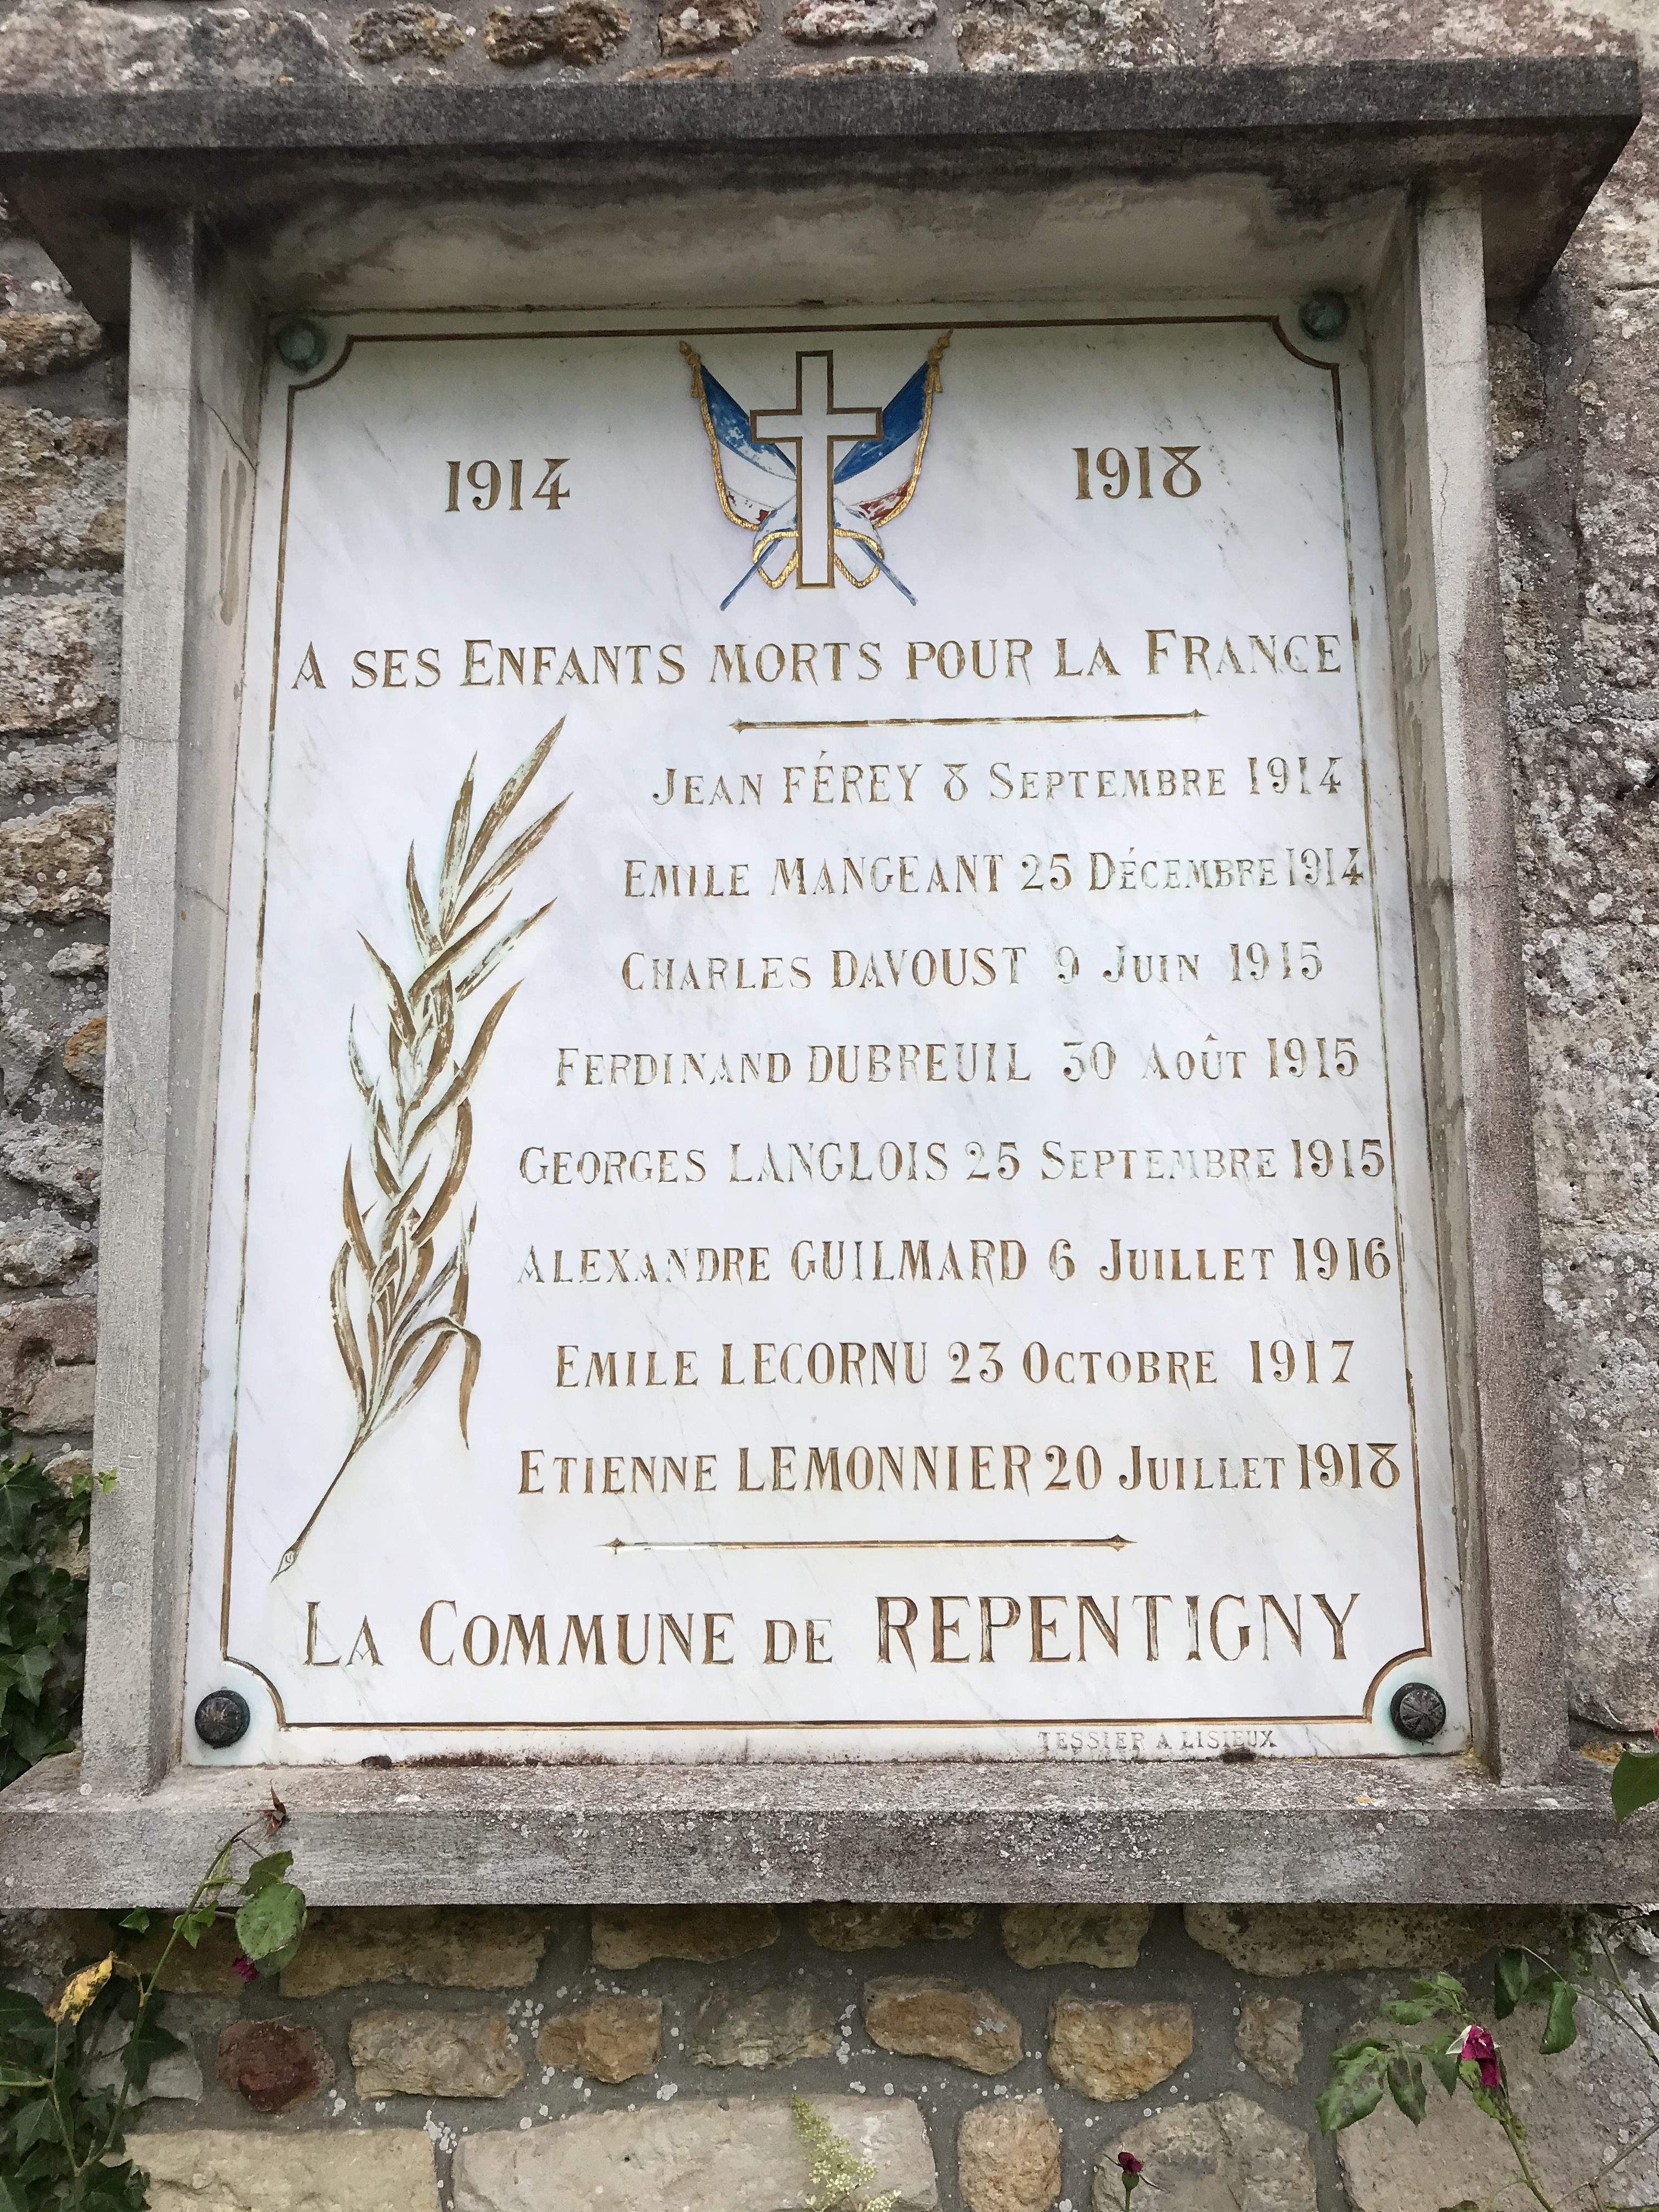 1914 1918
A SES ENFANTS MORTS POUR LA FRANCE
JEAN FÉREY 8 SEPTEMBRE 1914
EMILE MANGEANT 25 DÉCEMBRE 1914
CHARLES DAVOUST 9 JUIN 1915
FERDINAND DUBREUIL 30 AOÛT 1915
GEORGES LANGLOIS 25 SEPTEMBRE 1915
ALEXANDRE GUILMARD 6 JUILLET 1916
EMILE LECORNU 23 OCTOBRE 1917
ETIENNE LEMONNIER 20 JUILLET 1918
LA COMMUNE DE REPENTIGNY
TESSIER A LISIEUX